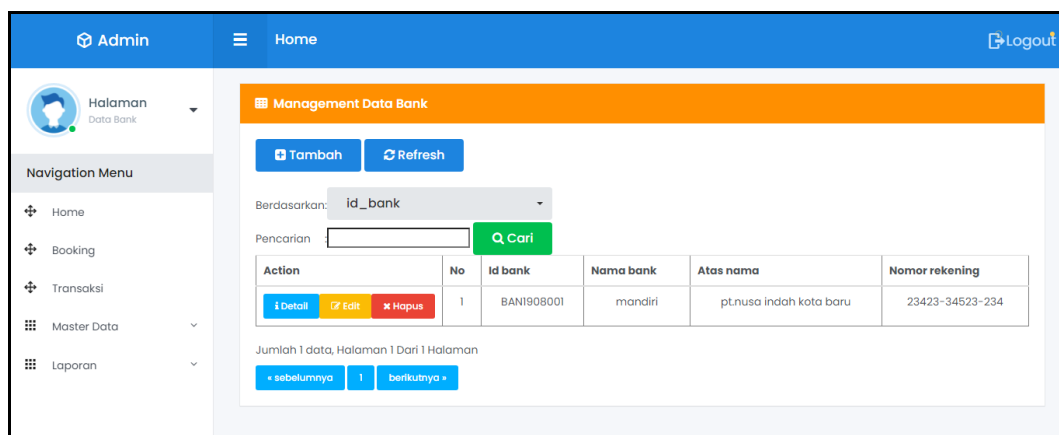 Admin
Home
Logout
Halaman
Data Bank
Navigation Menu
Home
Booking
Transaksi
Master Data
Laporan
Management Data Bank
Tambah Refresh
Berdasarkan: id_bank
Pencarian : Cari
Action No Id bank Nama bank Atas nama Nomor rekening
Detail Edit Hapus 1 BAN1908001 mandiri pt.nusa indah kota baru 23423-34523-234
Jumlah 1 data, Halaman 1 Dari 1 Halaman
« sebelumnya 1 berikutnya »